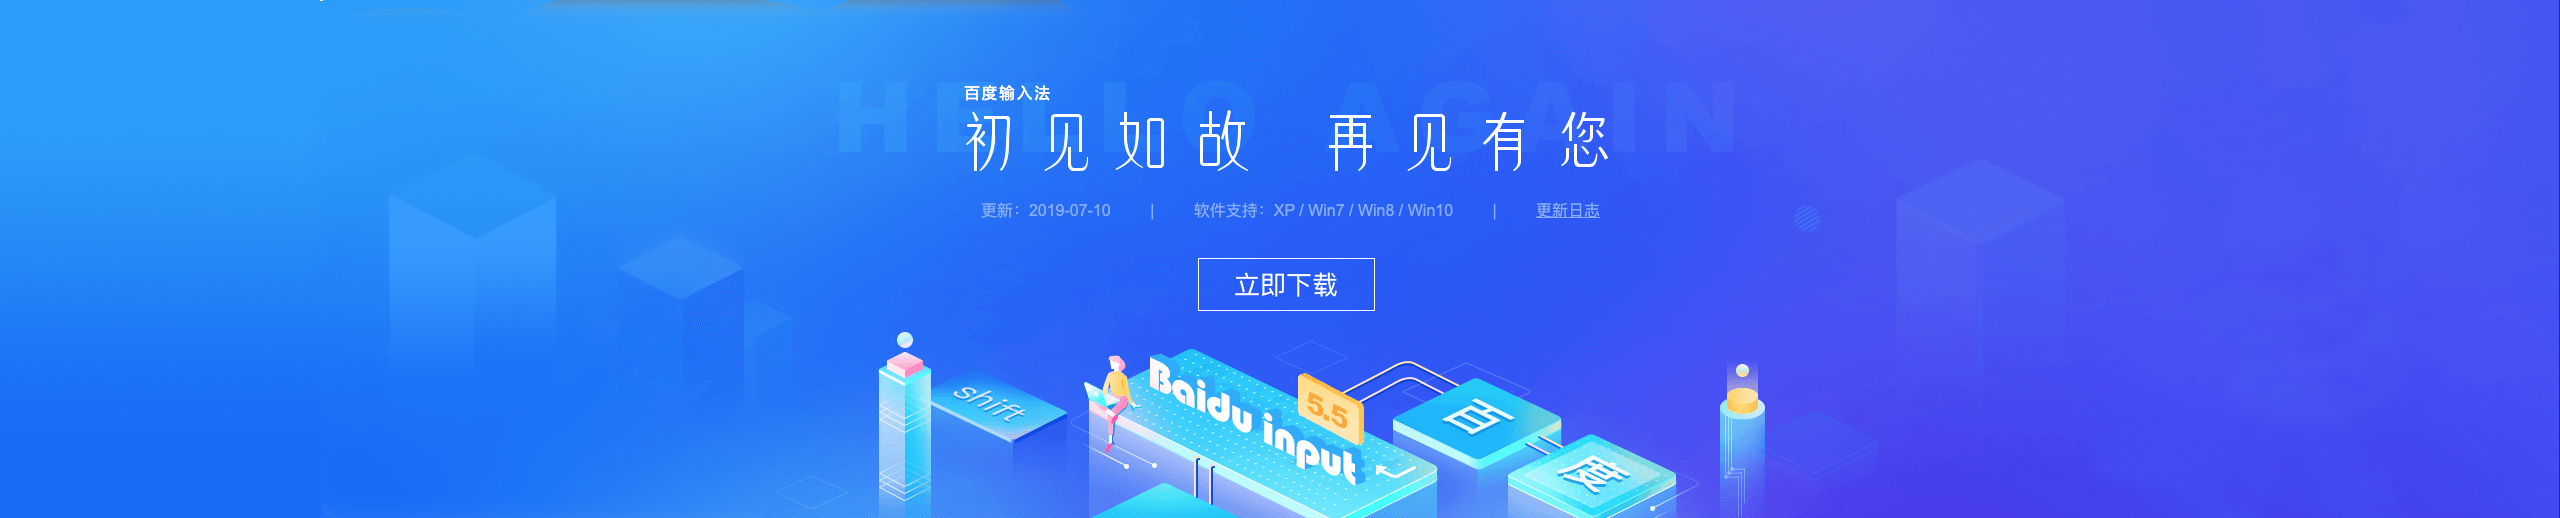 HELLO AGAIN
百度输入法
初见如故 再见有您
更新：2019-07-10 | 软件支持：XP / Win7 / Win8 / Win10 | 更新日志
立即下载
shift
Baidu input
5.5
百
度